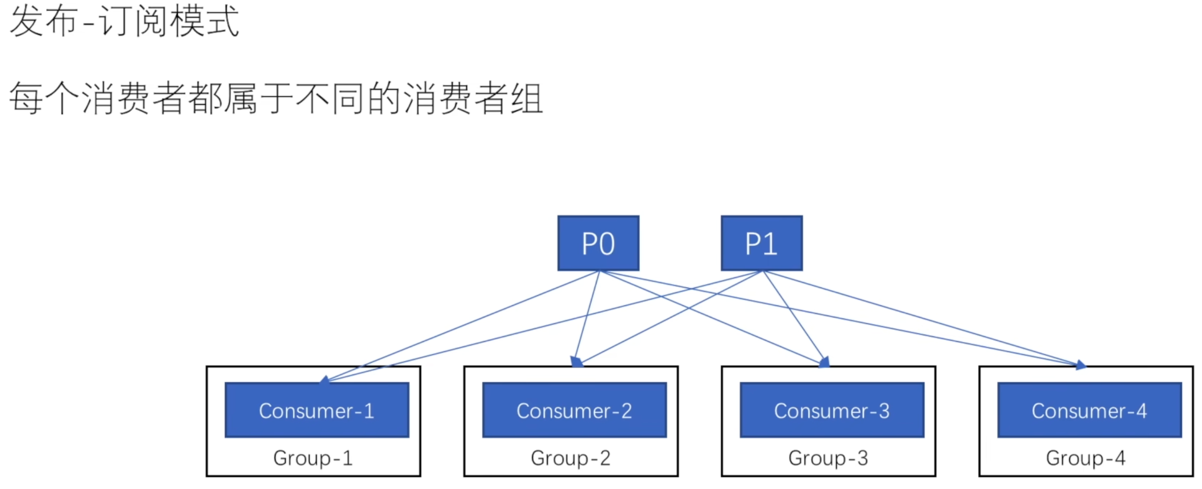 发布-订阅模式
每个消费者都属于不同的消费者组
P0 P1
Consumer-1 Consumer-2 Consumer-3 Consumer-4
Group-1 Group-2 Group-3 Group-4